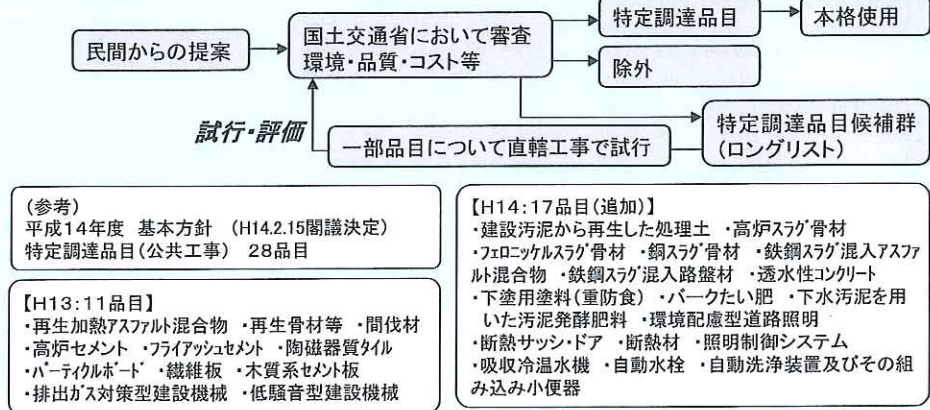 民間からの提案
国土交通省において審査
環境・品質・コスト等
特定調達品目
本格使用
除外
特定調達品目候補群
(ロングリスト)
試行・評価
一部品目について直轄工事で試行
(参考)
平成14年度 基本方針 (H14.2.15閣議決定)
特定調達品目(公共工事) 28品目
【H13:11品目】
・再生加熱アスファルト混合物 ・再生骨材等 ・間伐材
・高炉セメント ・フライアッシュセメント ・陶磁器質タイル
・パーティクルボード ・繊維板 ・木質系セメント板
・排出ガス対策型建設機械 ・低騒音型建設機械
【H14:17品目(追加)】
・建設汚泥から再生した処理土 ・高炉スラグ骨材
・フェロニッケルスラグ骨材 ・銅スラグ骨材 ・鉄鋼スラグ混入アスファ
ルト混合物 ・鉄鋼スラグ混入路盤材 ・透水性コンクリート
・下塗用塗料(重防食) ・バークたい肥 ・下水汚泥を用
いた汚泥発酵肥料 ・環境配慮型道路照明
・断熱サッシ・ドア ・断熱材 ・照明制御システム
・吸収冷温水機 ・自動水栓 ・自動洗浄装置及びその組
み込み小便器